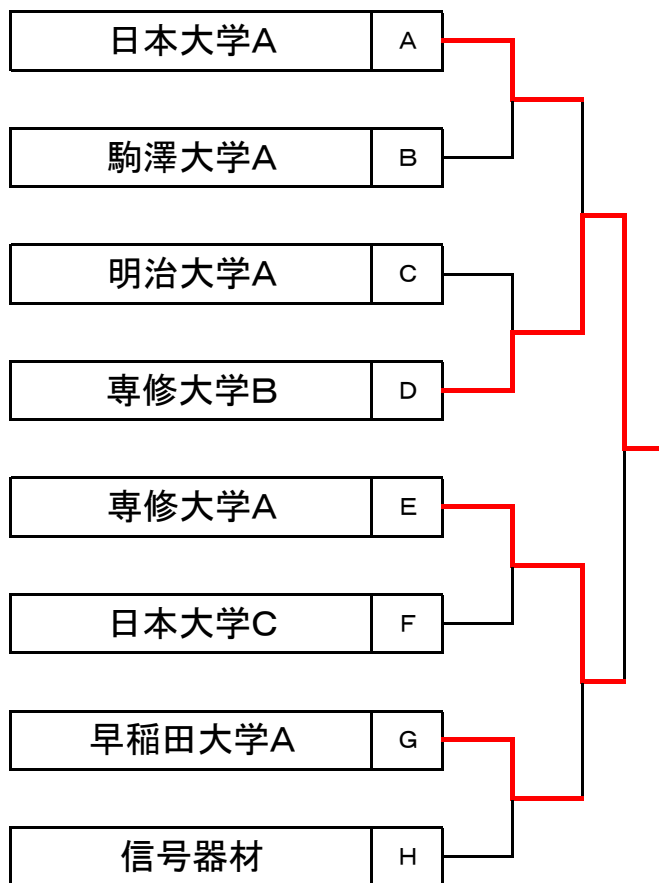 日本大学A A
駒澤大学A B
明治大学A C
専修大学B D
専修大学A E
日本大学C F
早稲田大学A G
信号器材 H